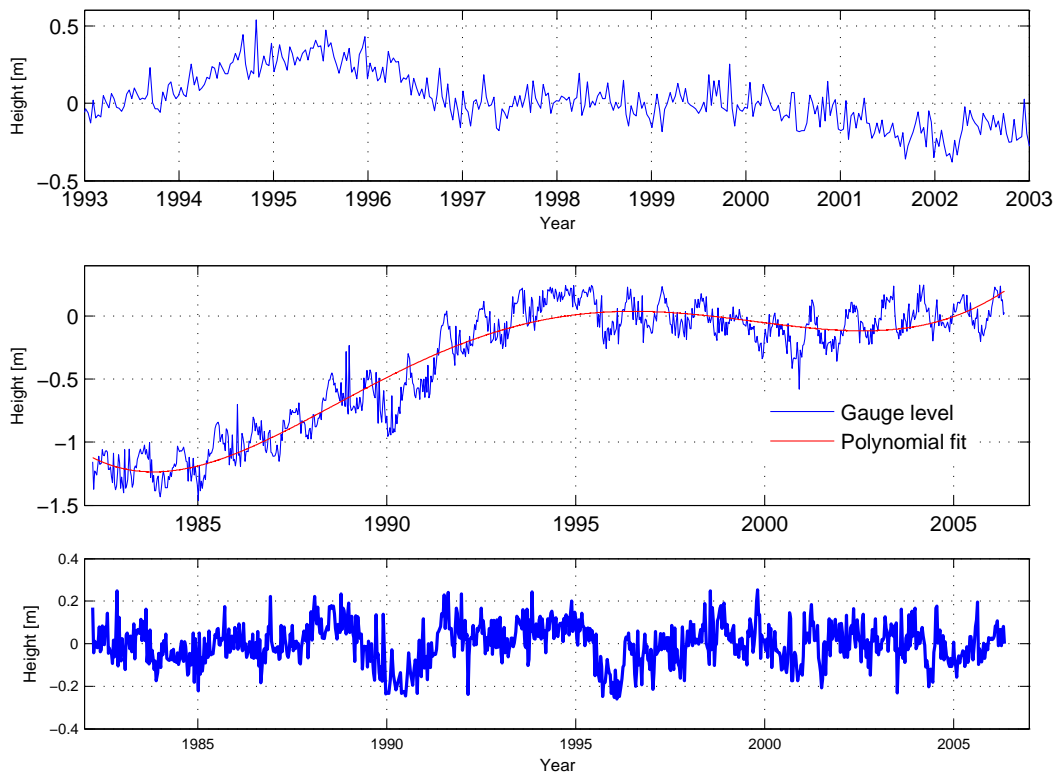 0.5
0
−0.5
Height [m]
1993 1994 1995 1996 1997 1998 1999 2000 2001 2002 2003
Year
0
−0.5
−1
−1.5
Height [m]
Gauge level
Polynomial fit
1985 1990 1995 2000 2005
0.4
0.2
0
−0.2
−0.4
Height [m]
1985 1990 1995 2000 2005
Year